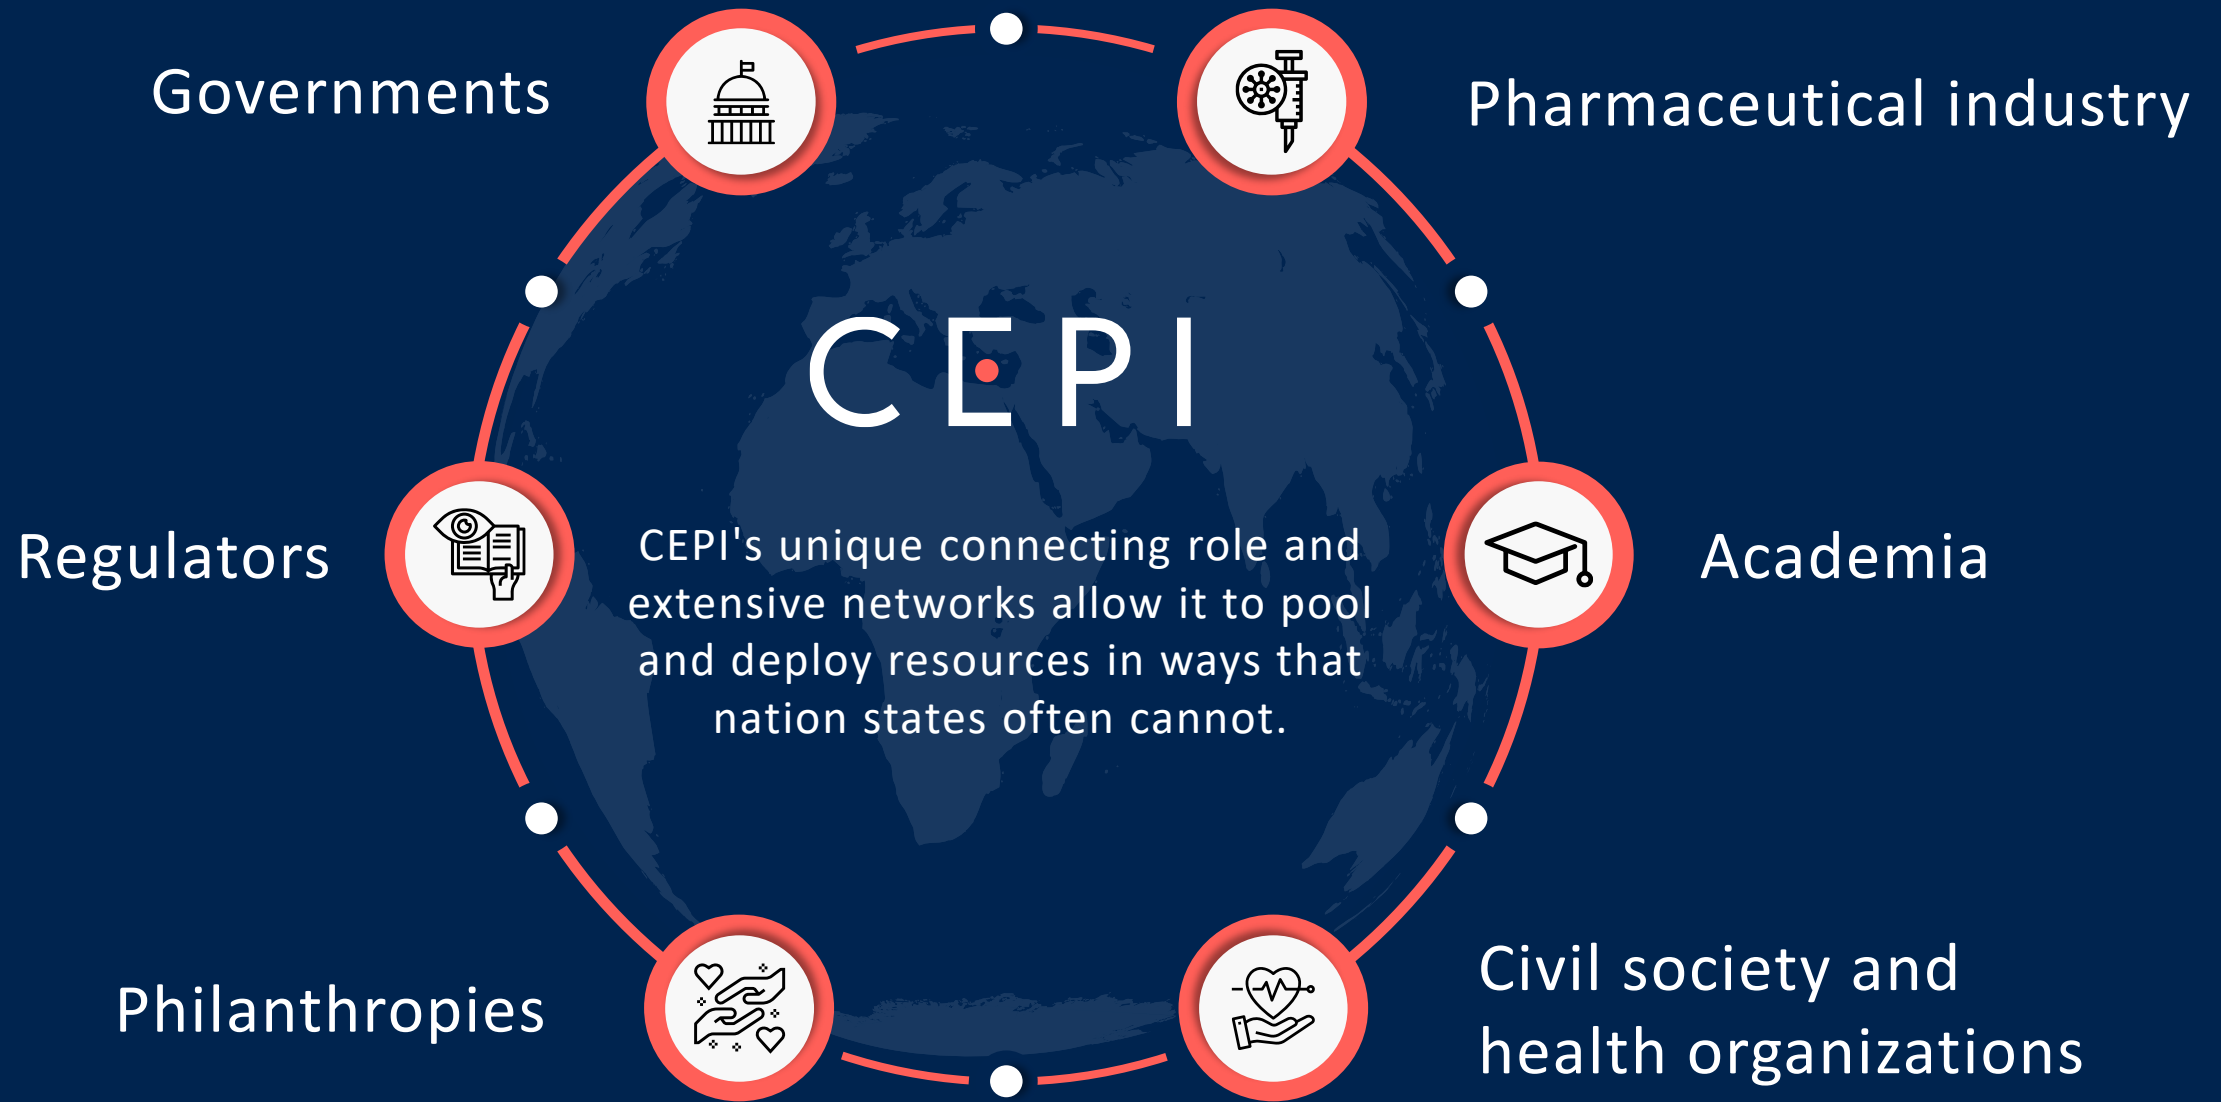 Governments
Pharmaceutical industry
CEPI
Regulators
CEPI's unique connecting role and
extensive networks allow it to pool
and deploy resources in ways that
nation states often cannot.
Academia
Philanthropies
Civil society and
health organizations